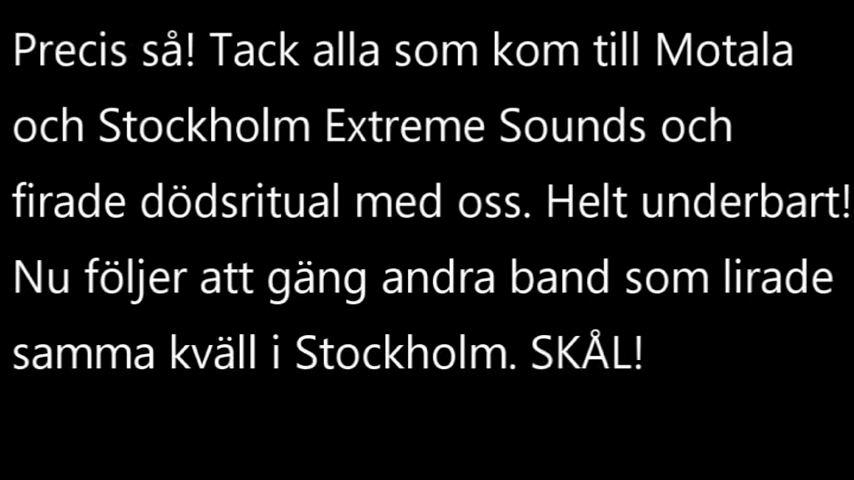 Precis så! Tack alla som kom till Motala
och Stockholm Extreme Sounds och
firade dödsritual med oss. Helt underbart!
Nu följer att gäng andra band som lirade
samma kväll i Stockholm. SKÅL!